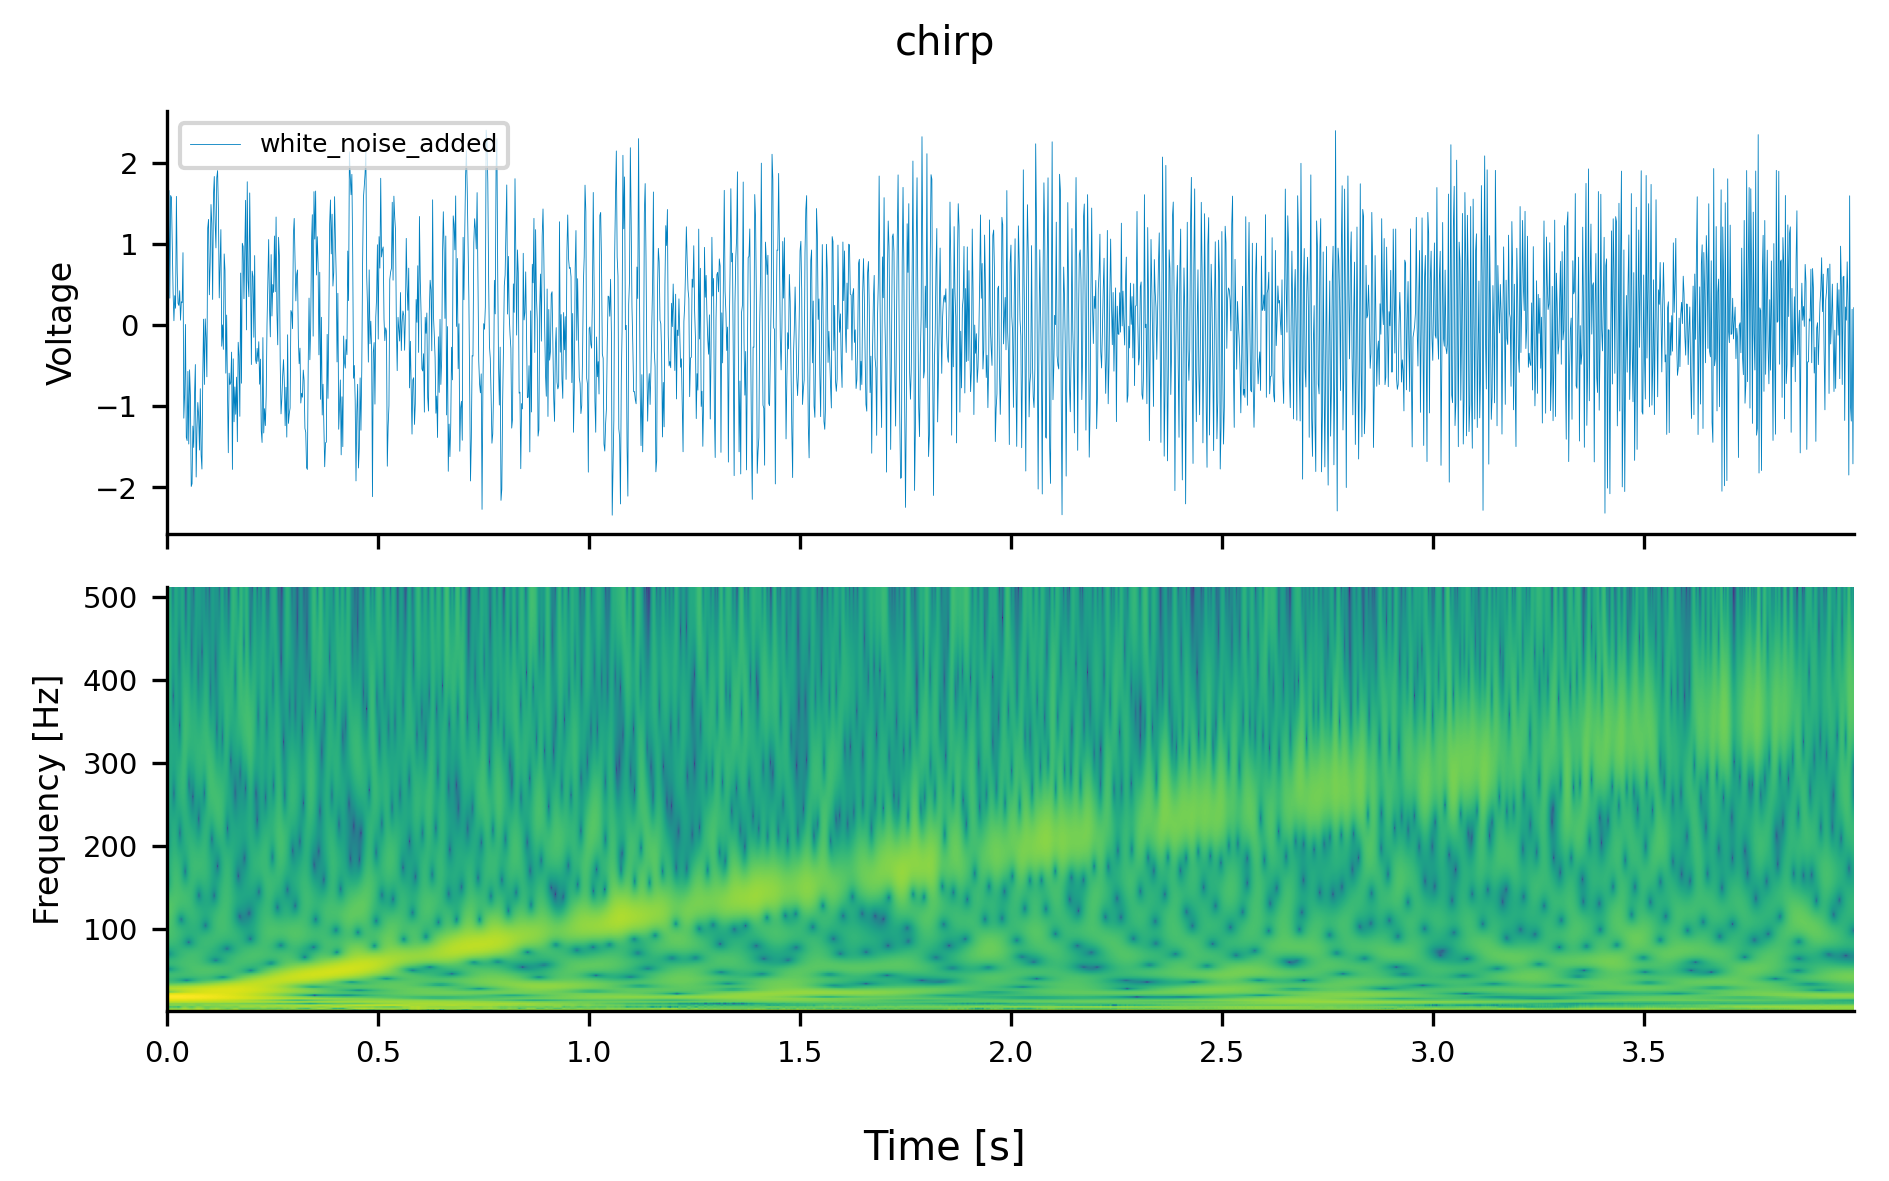 chirp
white_noise_added
2
1
0
−1
−2
Voltage
500
400
300
200
100
Frequency [Hz]
0.0 0.5 1.0 1.5 2.0 2.5 3.0 3.5
Time [s]